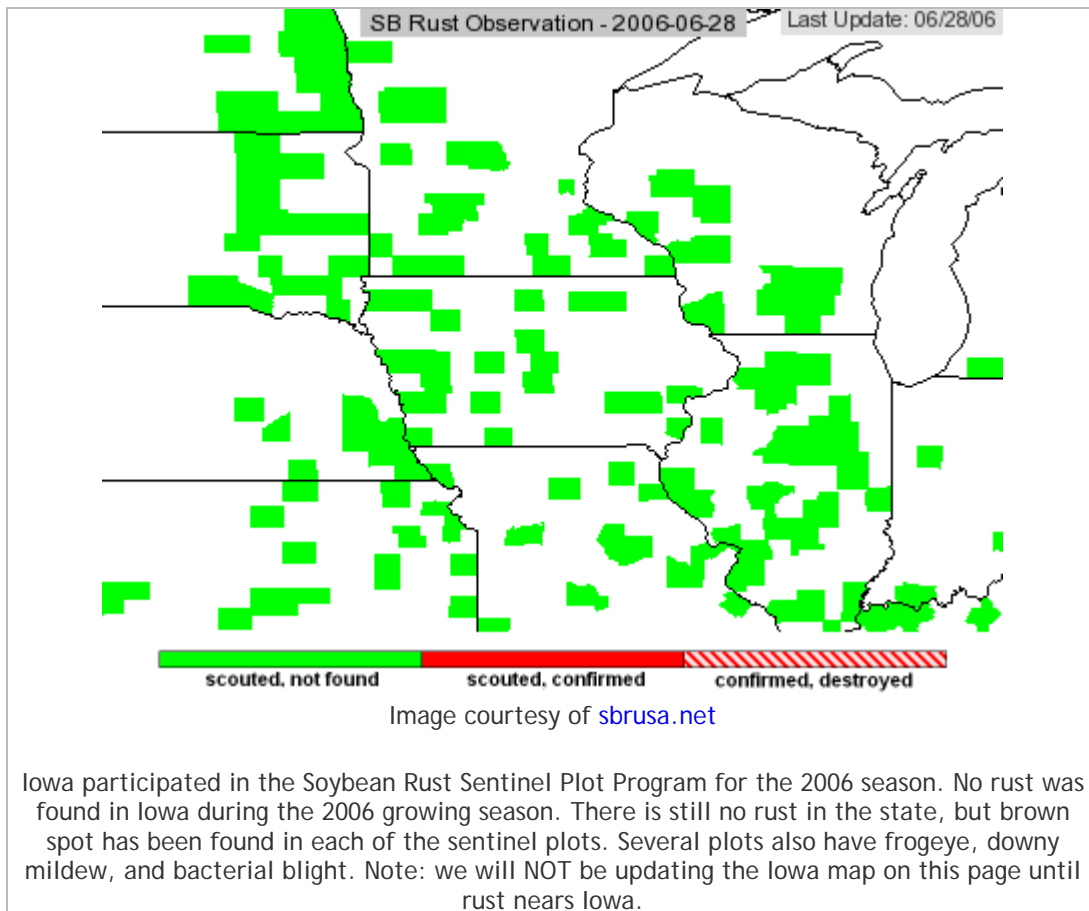 SB Rust Observation - 2006-06-28
Last Update: 06/28/06
scouted, not found
scouted, confirmed
confirmed, destroyed
Image courtesy of sbrusa.net
Iowa participated in the Soybean Rust Sentinel Plot Program for the 2006 season. No rust was
found in Iowa during the 2006 growing season. There is still no rust in the state, but brown
spot has been found in each of the sentinel plots. Several plots also have frogeye, downy
mildew, and bacterial blight. Note: we will NOT be updating the Iowa map on this page until
rust nears Iowa.